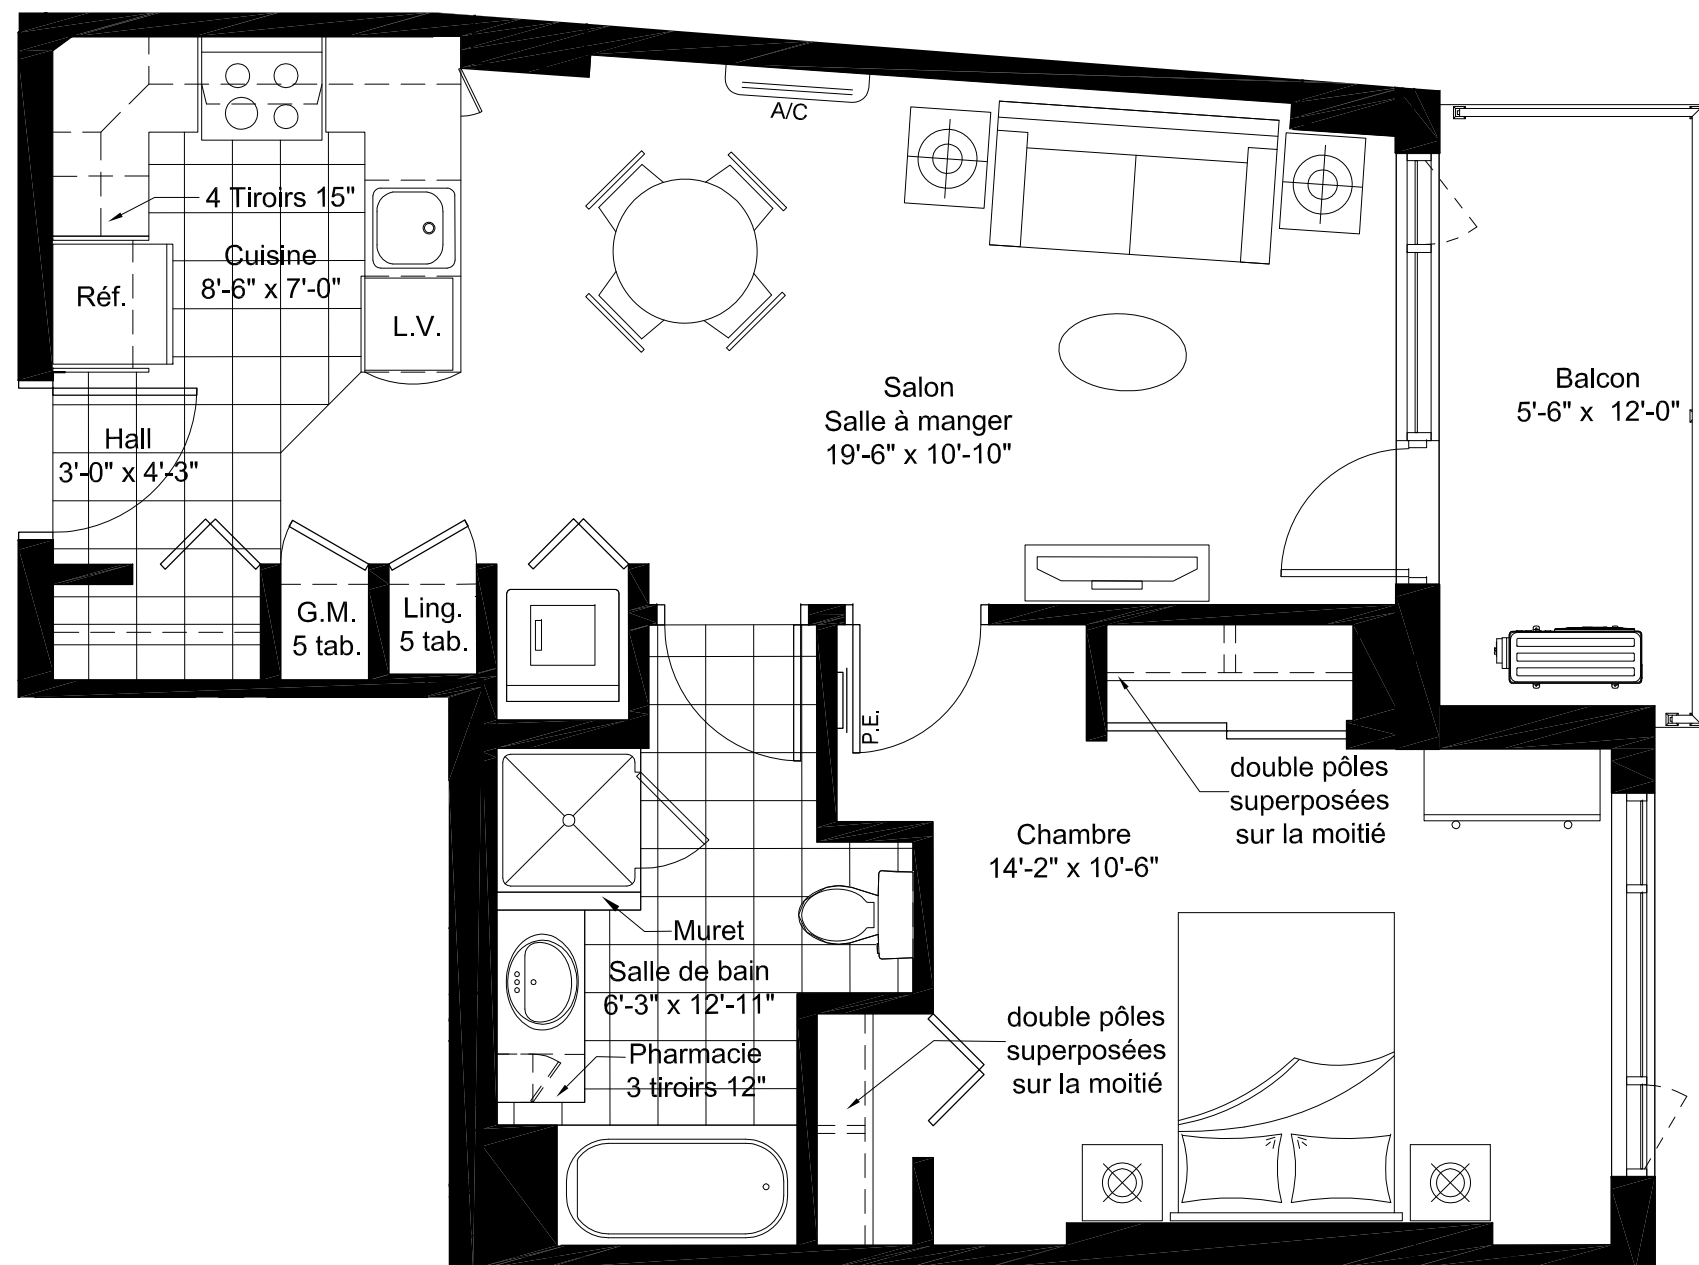 A/C
4 Tiroirs 15"
Cuisine
8'-6" x 7'-0"
Réf.
L.V.
Salon
Salle à manger
19'-6" x 10'-10"
Balcon
5'-6" x 12'-0"
Hall
3'-0" x 4'-3"
G.M.
5 tab.
Ling.
5 tab.
P.E.
double pôles
superposées
sur la moitié
Chambre
14'-2" x 10'-6"
Muret
Salle de bain
6'-3" x 12'-11"
Pharmacie
3 tiroirs 12"
double pôles
superposées
sur la moitié